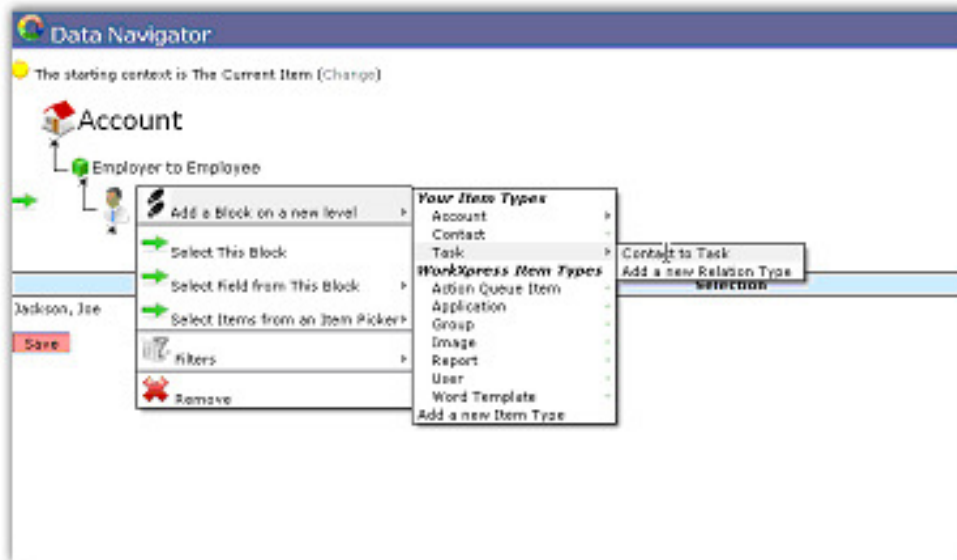 Data Navigator
The starting context is The Current Item (Change)
Account
Employer to Employee
Add a Block on a new level
Select This Block
Select Field from This Block
Select Items from an Item Picker
Filters
Remove
Your Item Types
Account
Contact
Task
WorkXpress Item Types
Action Queue Item
Application
Group
Image
Report
User
Word Template
Add a new Item Type
Contact to Task
Add a new Relation Type
Selection
Jackson, Joe
Save